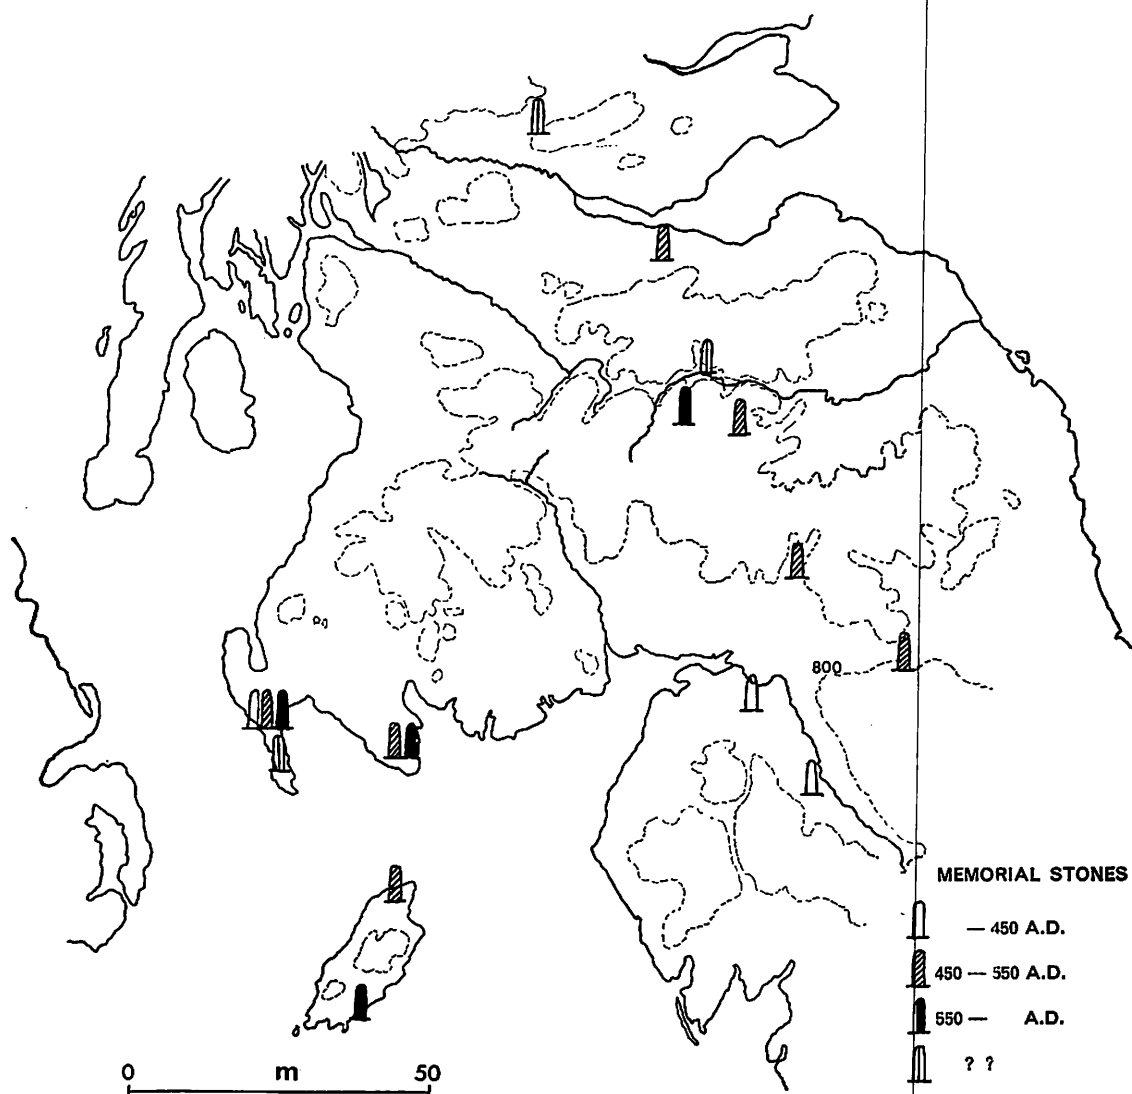 800
MEMORIAL STONES
— 450 A.D.
450 — 550 A.D.
550 — A.D.
? ?
0 m 50